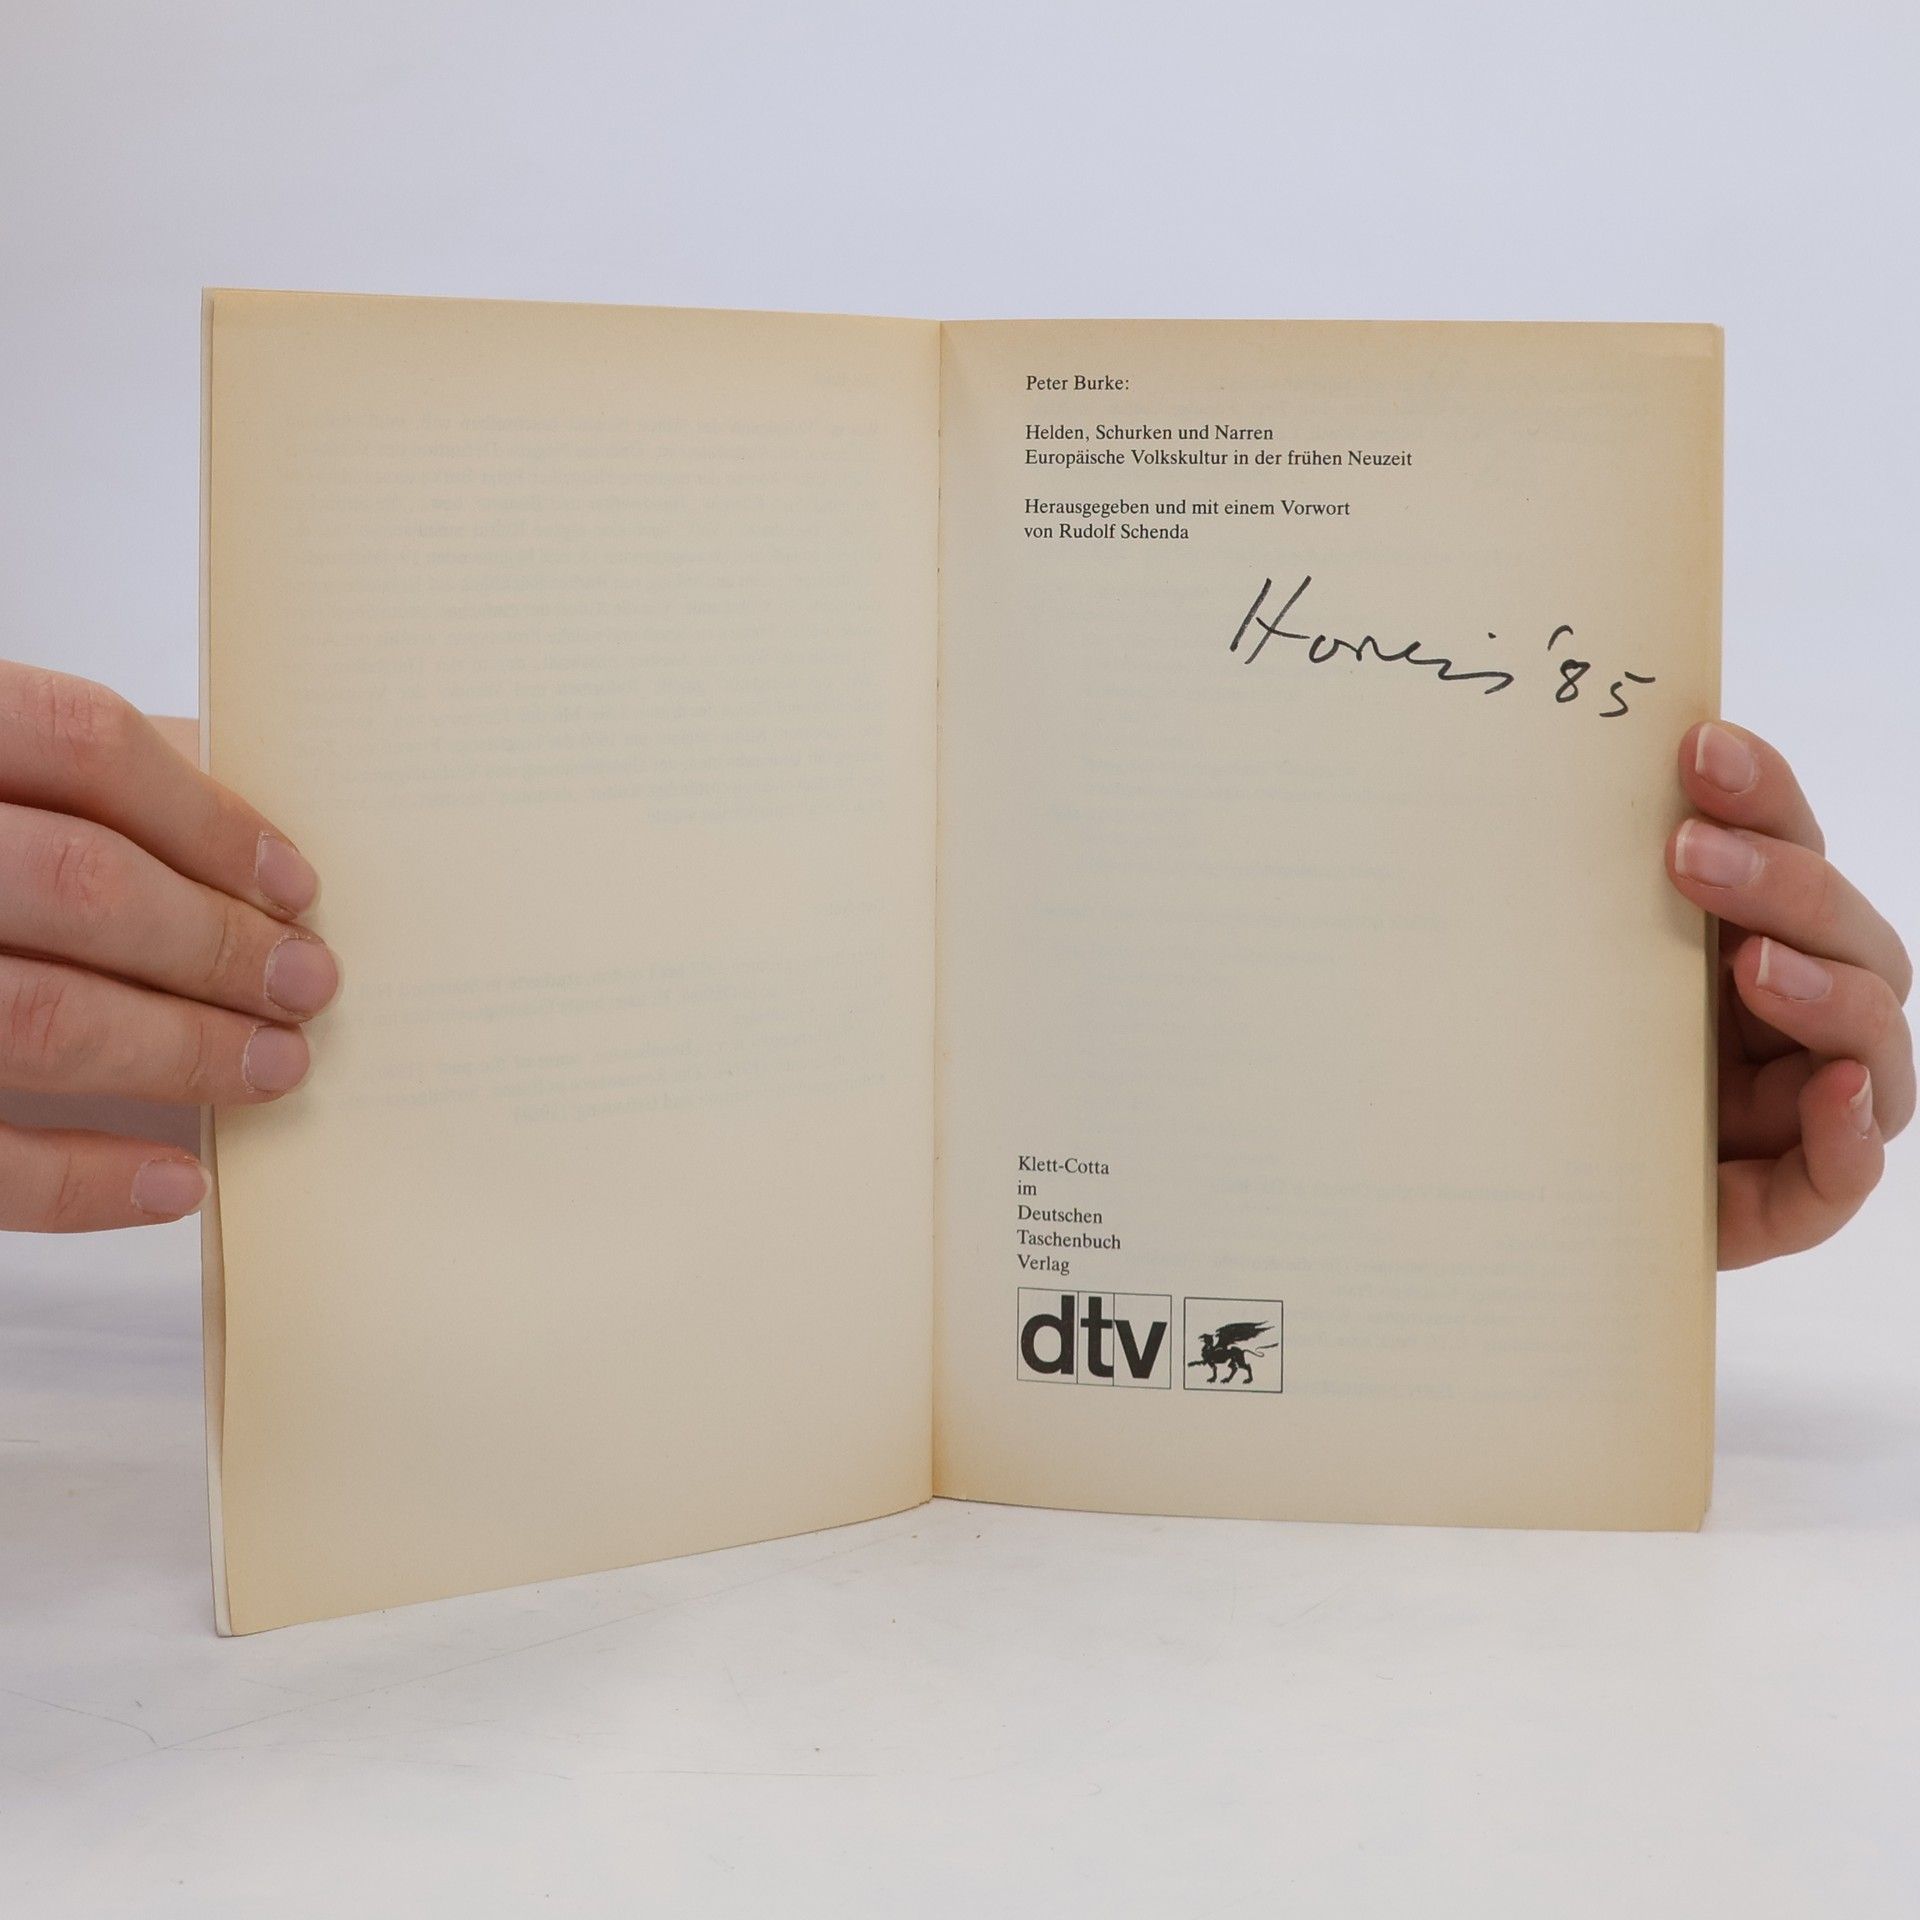 Peter Burke:
Helden, Schurken und Narren
Europäische Volkskultur in der frühen Neuzeit
Herausgegeben und mit einem Vorwort
von Rudolf Schenda
'85
Klett-Cotta
im
Deutschen
Taschenbuch
Verlag
dtv